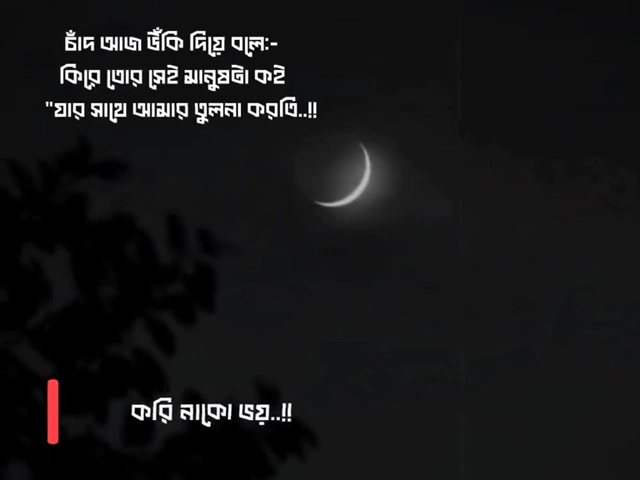 চাঁদ আজ উঁকি দিয়ে বলে:-
কিরে তোর সেই মানুষটা কই
"যার সাথে আমার তুলনা করতি..!!
করি নাকো ভয়..!!